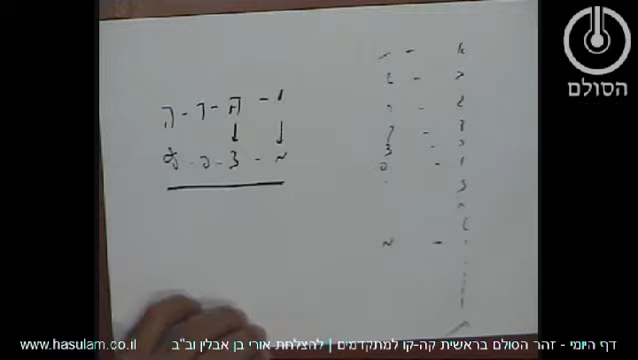 הסולם
י - ה - ו - ה
מ - צ - פ - צ
א - ת
ב - ש
ג - ר
ד - ק
ה - צ
ו - פ
ז
ח
ט
י - מ
דף היומי - זהר הסולם בראשית קה-קו למתקדמים | להצלחת אורי בן אבלין וב"ב
www.hasulam.co.il